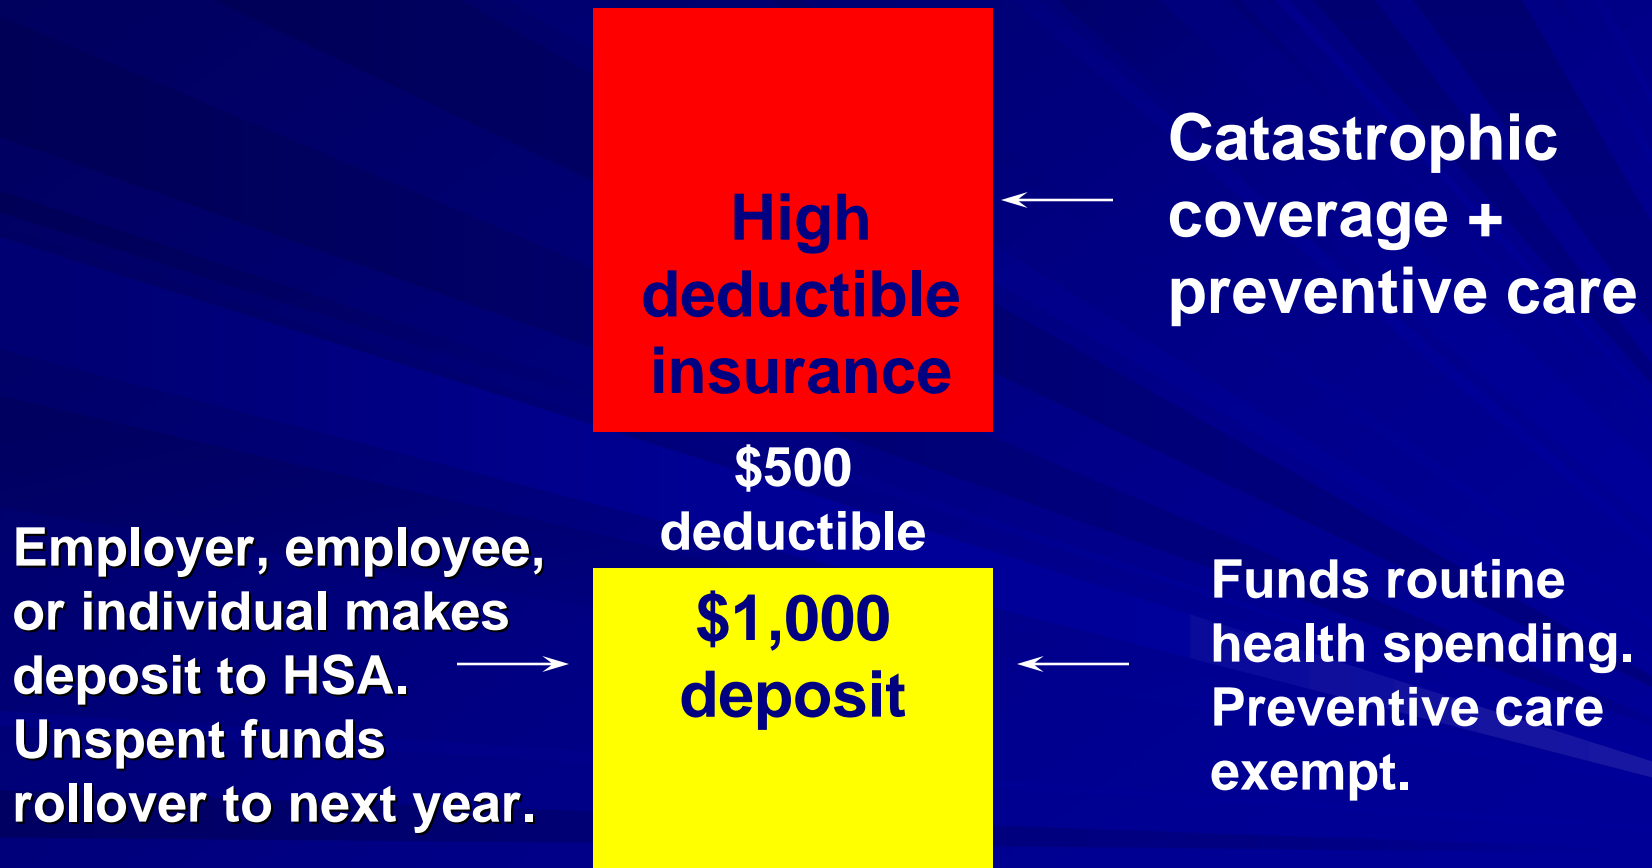 High
deductible
insurance
Catastrophic
coverage +
preventive care
$500
deductible
Employer, employee,
or individual makes
deposit to HSA.
Unspent funds
rollover to next year.
$1,000
deposit
Funds routine
health spending.
Preventive care
exempt.